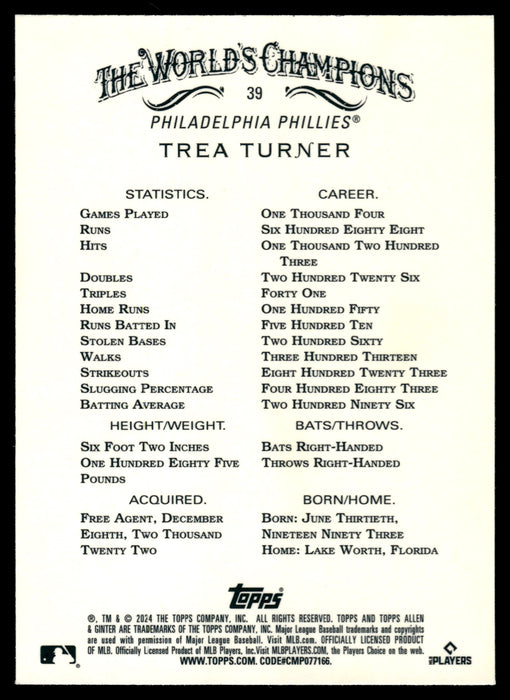 THE WORLD'S CHAMPIONS
39
PHILADELPHIA PHILLIES®
TREA TURNER
STATISTICS. CAREER.
GAMES PLAYED ONE THOUSAND FOUR
RUNS SIX HUNDRED EIGHTY EIGHT
HITS ONE THOUSAND TWO HUNDRED
THREE
DOUBLES TWO HUNDRED TWENTY SIX
TRIPLES FORTY ONE
HOME RUNS ONE HUNDRED FIFTY
RUNS BATTED IN FIVE HUNDRED TEN
STOLEN BASES TWO HUNDRED SIXTY
WALKS THREE HUNDRED THIRTEEN
STRIKEOUTS EIGHT HUNDRED TWENTY THREE
SLUGGING PERCENTAGE FOUR HUNDRED EIGHTY THREE
BATTING AVERAGE TWO HUNDRED NINETY SIX
HEIGHT/WEIGHT. BATS/THROWS.
SIX FOOT TWO INCHES BATS RIGHT-HANDED
ONE HUNDRED EIGHTY FIVE THROWS RIGHT-HANDED
POUNDS
ACQUIRED. BORN/HOME.
FREE AGENT, DECEMBER BORN: JUNE THIRTIETH,
EIGHTH, TWO THOUSAND NINETEEN NINETY THREE
TWENTY TWO HOME: LAKE WORTH, FLORIDA
topps
®, TM & © 2024 THE TOPPS COMPANY, INC. ALL RIGHTS RESERVED. TOPPS AND TOPPS ALLEN
& GINTER ARE TRADEMARKS OF THE TOPPS COMPANY, INC. Major League Baseball trademarks and copyrights
are used with permission of Major League Baseball. Visit MLB.com. OFFICIALLY LICENSED PRODUCT
OF MLB. Officially Licensed Product of MLB Players, Inc.Visit MLBPLAYERS.COM, the Players Choice on the web.
WWW.TOPPS.COM. CODE#CMP077166.
PLAYERS